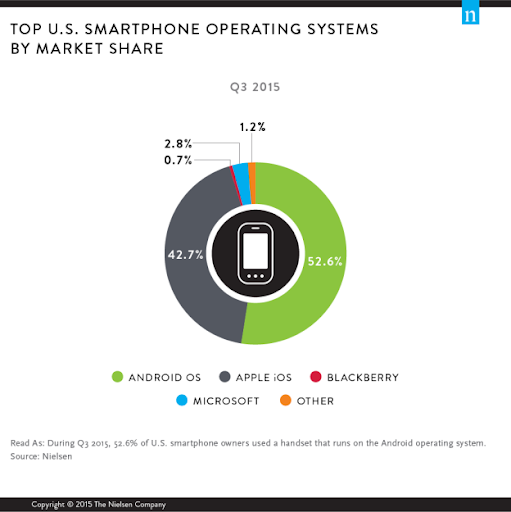 n
TOP U.S. SMARTPHONE OPERATING SYSTEMS
BY MARKET SHARE
Q3 2015
1.2%
2.8%
0.7%
42.7%
52.6%
ANDROID OS APPLE iOS BLACKBERRY
MICROSOFT OTHER
Read As: During Q3 2015, 52.6% of U.S. smartphone owners used a handset that runs on the Android operating system.
Source: Nielsen
Copyright © 2015 The Nielsen Company